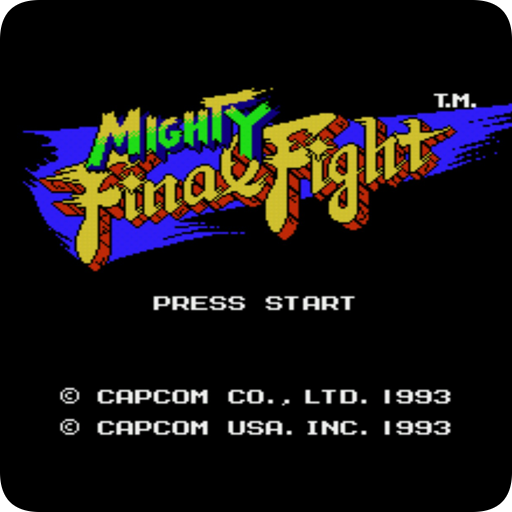 T.M.
MIGHTY
Final Fight
PRESS START
© CAPCOM CO., LTD. 1993
© CAPCOM USA. INC. 1993